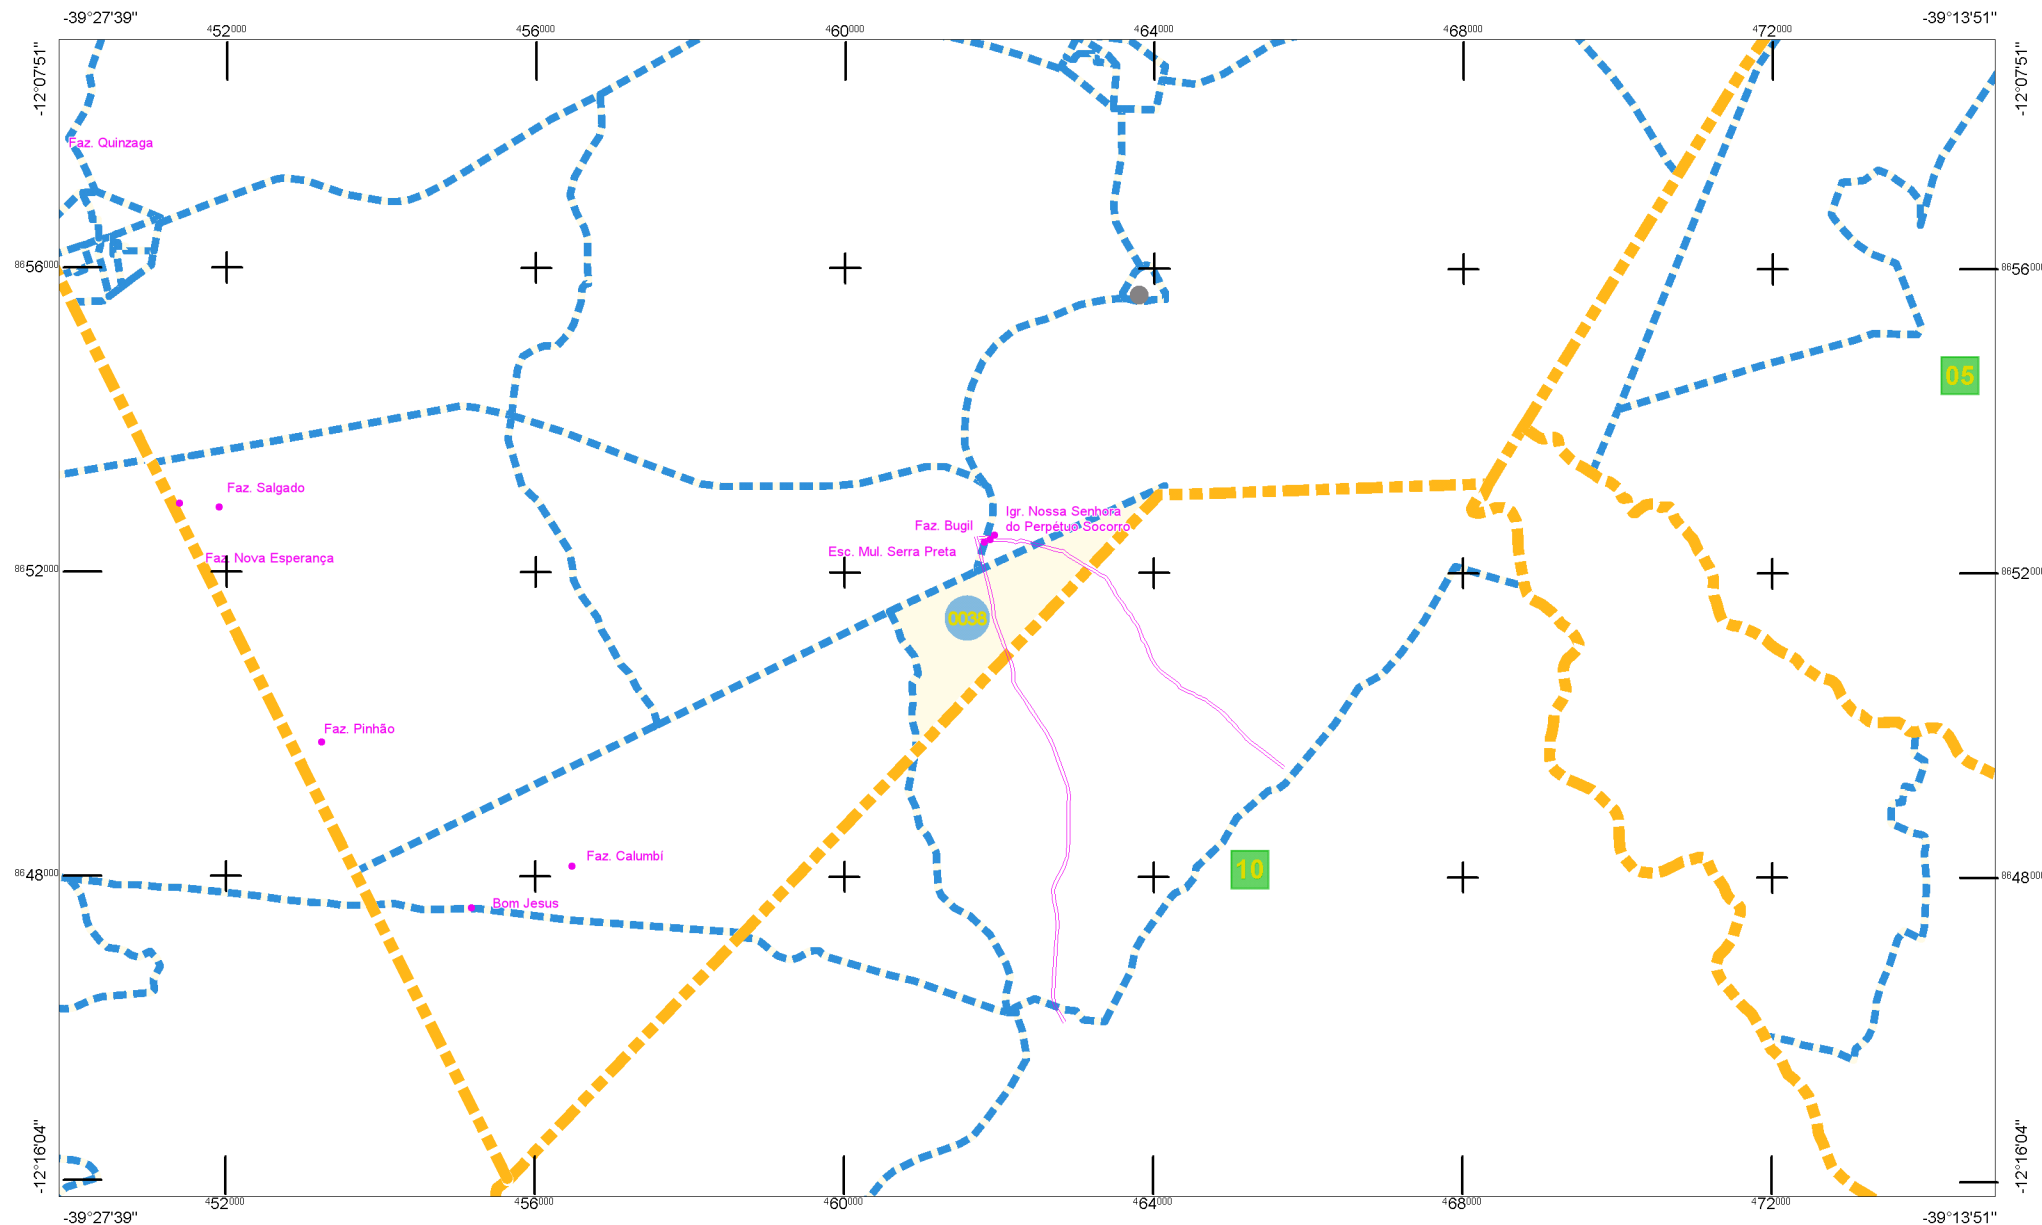 -39°27'39" -39°13'51"
452000 456000 460000 464000 468000 472000
-12°07'51" -12°07'51"
Faz. Quinzaga
8656000 8656000
05
Faz. Salgado
Igr. Nossa Senhora
do Perpétuo Socorro
Faz. Bugil
Esc. Mul. Serra Preta
Faz. Nova Esperança
8652000 8652000
0036
Faz. Pinhão
Faz. Calumbí
10
8648000 8648000
Bom Jesus
-12°16'04" -12°16'04"
452000 456000 460000 464000 468000 472000
-39°27'39" -39°13'51"